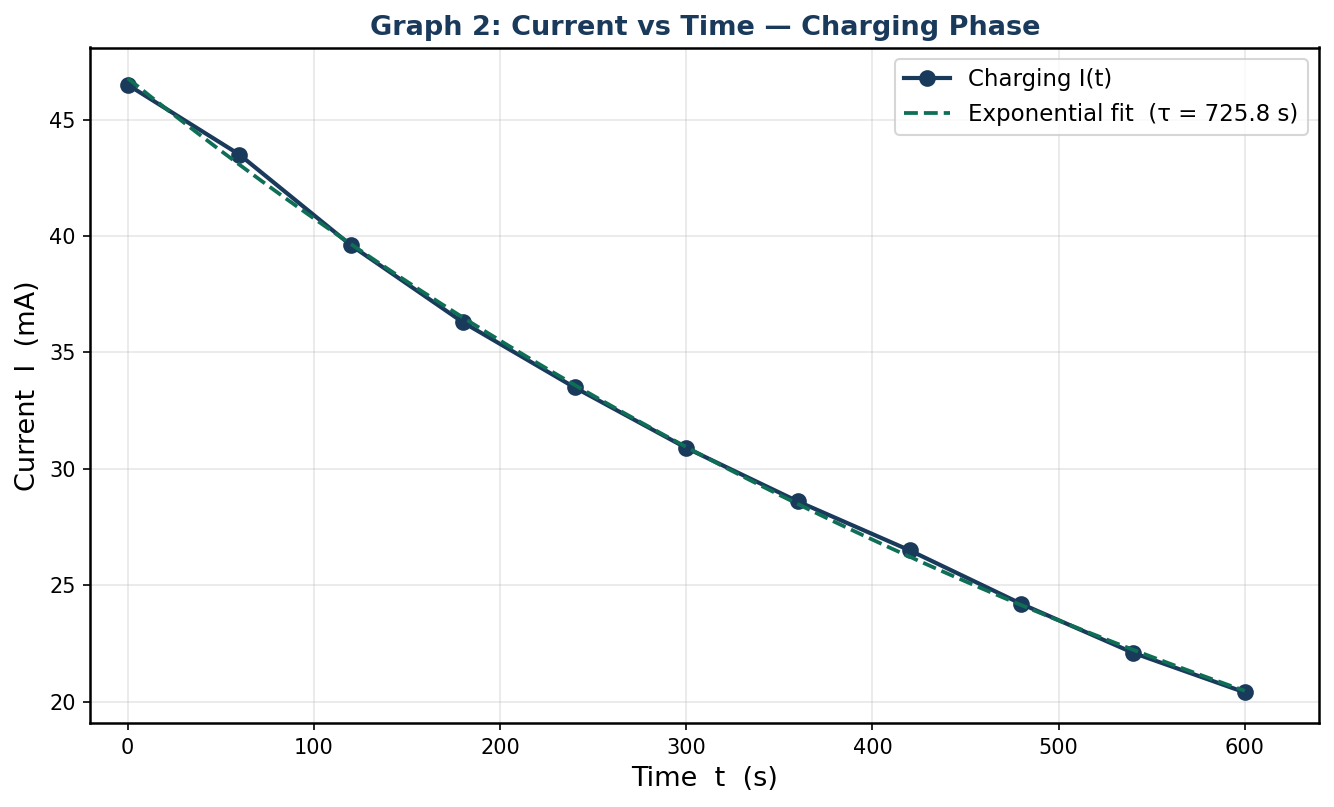 Graph 2: Current vs Time — Charging Phase
Charging I(t)
Exponential fit  (τ = 725.8 s)
Current  I  (mA)
45
40
35
30
25
20
0
100
200
300
400
500
600
Time  t  (s)